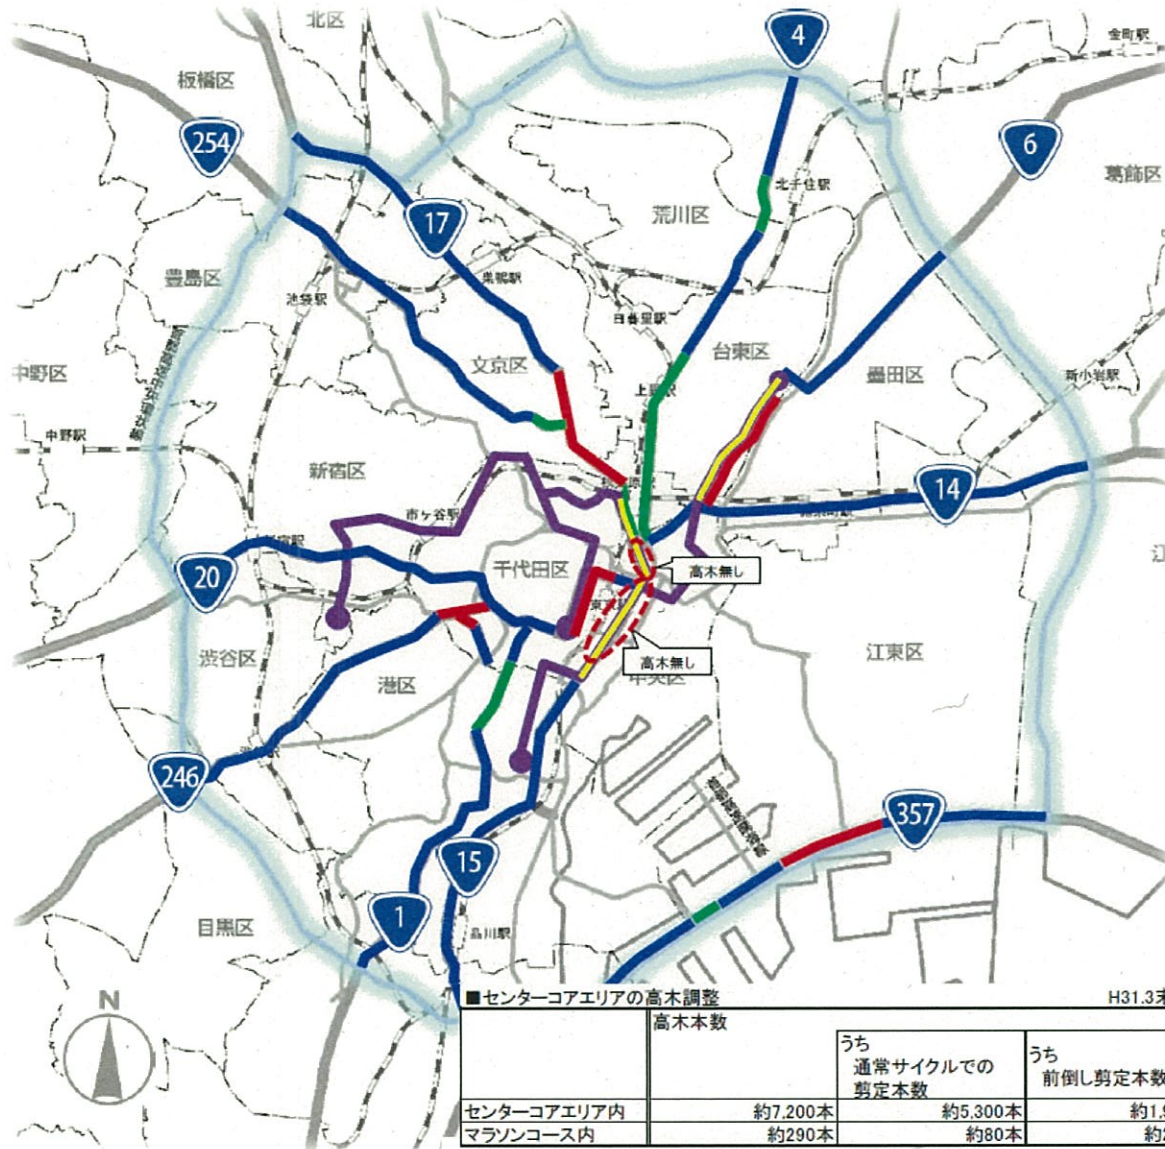 北区
4
金町駅
板橋区
254
6
北千住駅
葛飾区
荒川区
17
豊島区
巣鴨駅
池袋駅
日暮里駅
台東区
文京区
墨田区
新小岩駅
中野区
中野駅
新宿区
14
市ヶ谷駅
20
千代田区
高木無し
渋谷区
江東区
高木無し
港区
中央区
246
357
15
1
目黒区
品川駅
N
■センターコアエリアの高木調整
H31.3末
高木本数
うち
通常サイクルでの
剪定本数
うち
前倒し剪定本数
センターコアエリア内 約7,200本 約5,300本 約1,9
マラソンコース内 約290本 約80本